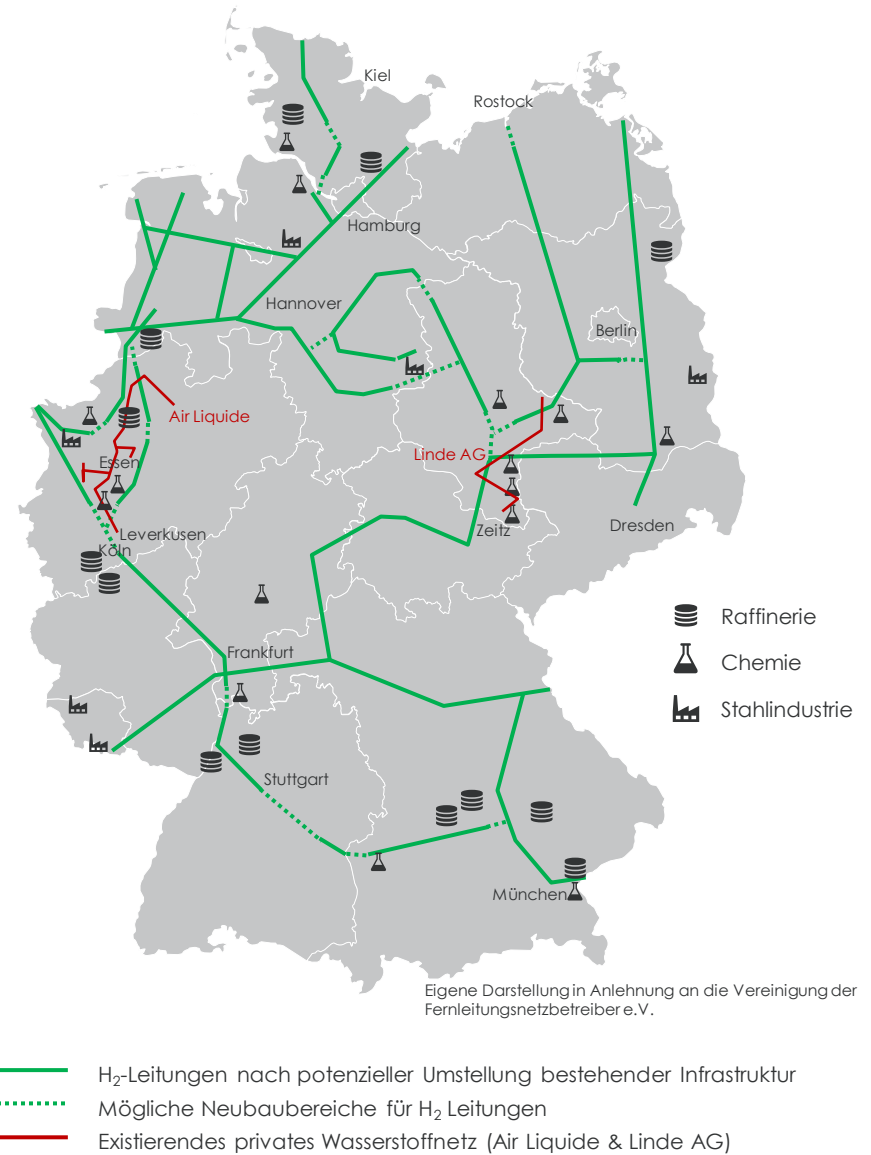 Kiel
Rostock
Hamburg
Hannover
Berlin
Air Liquide
Linde AG
Essen
Zeitz
Dresden
Leverkusen
Köln
Raffinerie
Frankfurt
Chemie
Stahlindustrie
Stuttgart
München
Eigene Darstellung in Anlehnung an die Vereinigung der
Fernleitungsnetzbetreiber e.V.
H₂-Leitungen nach potenzieller Umstellung bestehender Infrastruktur
Mögliche Neubaubereiche für H₂ Leitungen
Existierendes privates Wasserstoffnetz (Air Liquide & Linde AG)